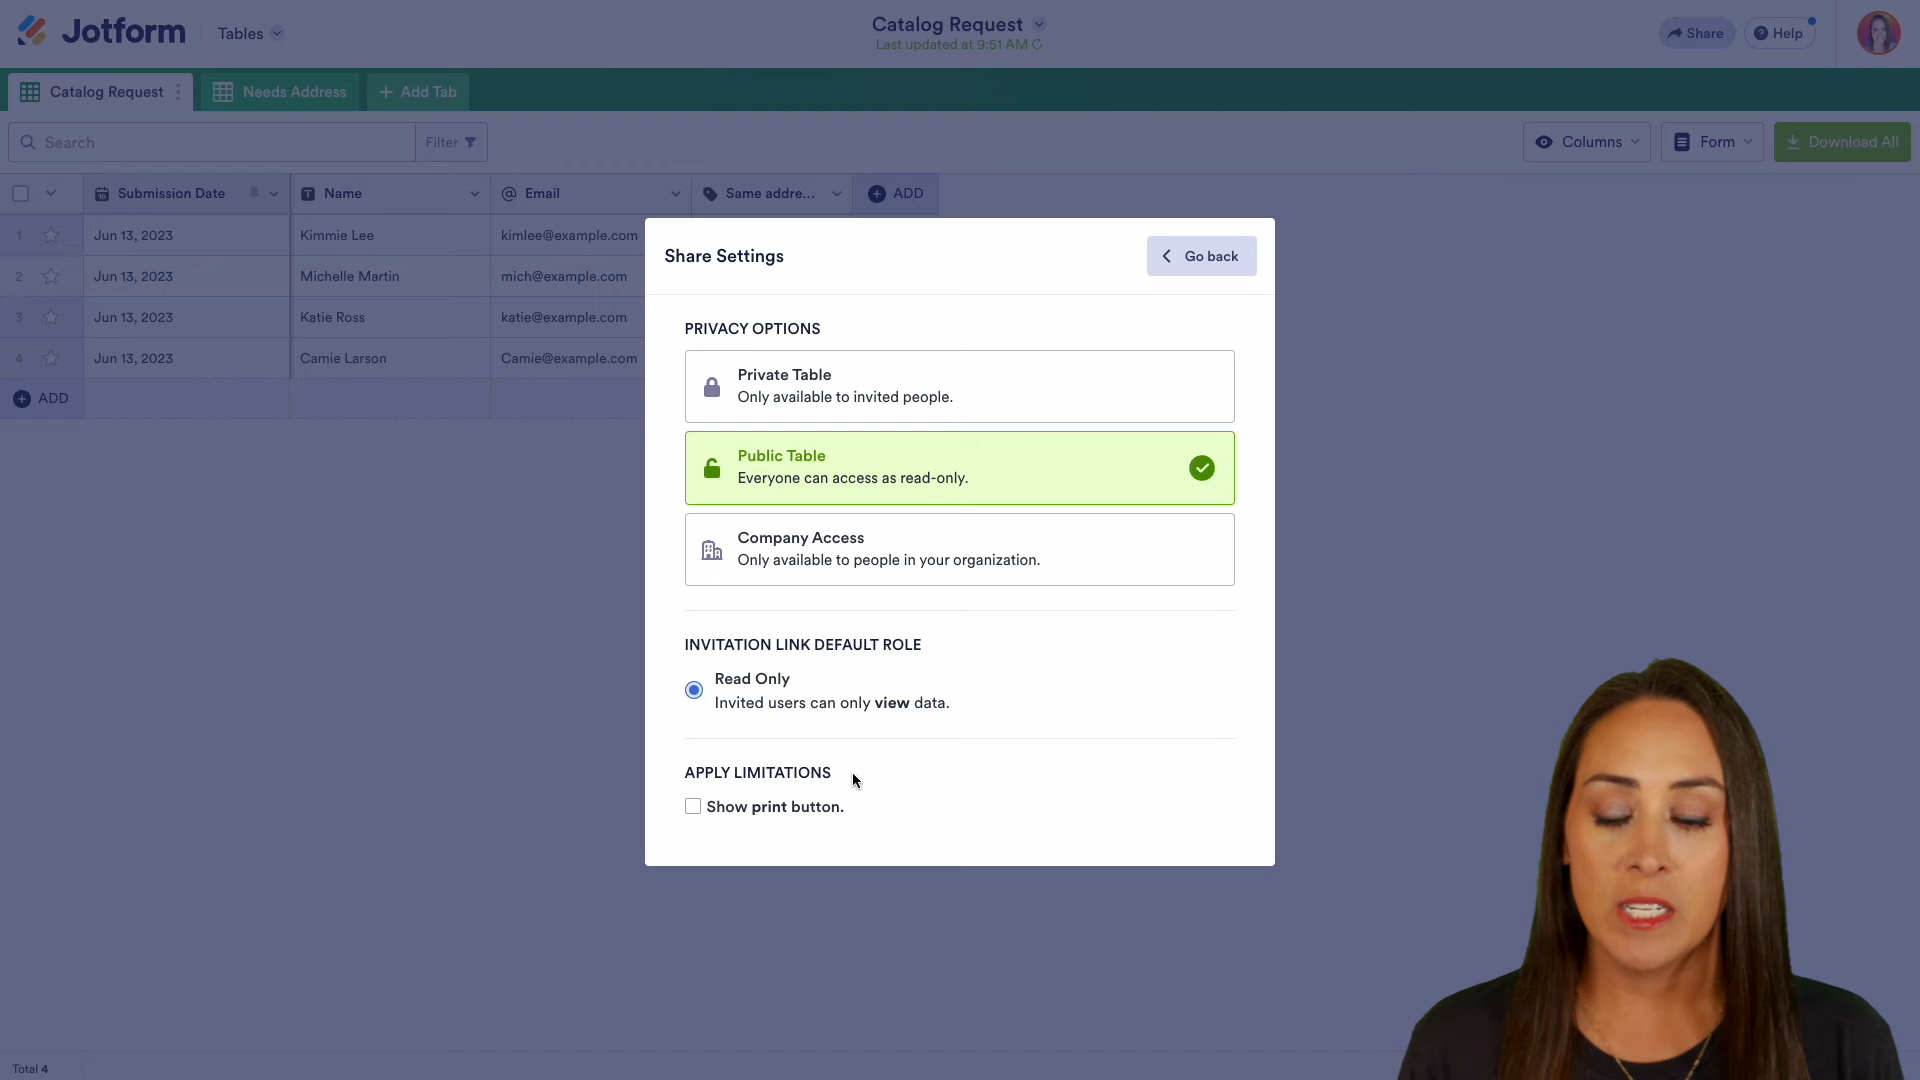 Jotform
Tables
Catalog Request
Last updated at 9:51 AM
Share
Help
Catalog Request
Needs Address
+ Add Tab
Search
Filter
Columns
Form
Download All
Submission Date
Name
Email
Same addre...
ADD
1 Jun 13, 2023 Kimmie Lee kimlee@example.com
2 Jun 13, 2023 Michelle Martin mich@example.com
3 Jun 13, 2023 Katie Ross katie@example.com
4 Jun 13, 2023 Camie Larson Camie@example.com
ADD
Share Settings
Go back
PRIVACY OPTIONS
Private Table
Only available to invited people.
Public Table
Everyone can access as read-only.
Company Access
Only available to people in your organization.
INVITATION LINK DEFAULT ROLE
Read Only
Invited users can only view data.
APPLY LIMITATIONS
Show print button.
Total 4